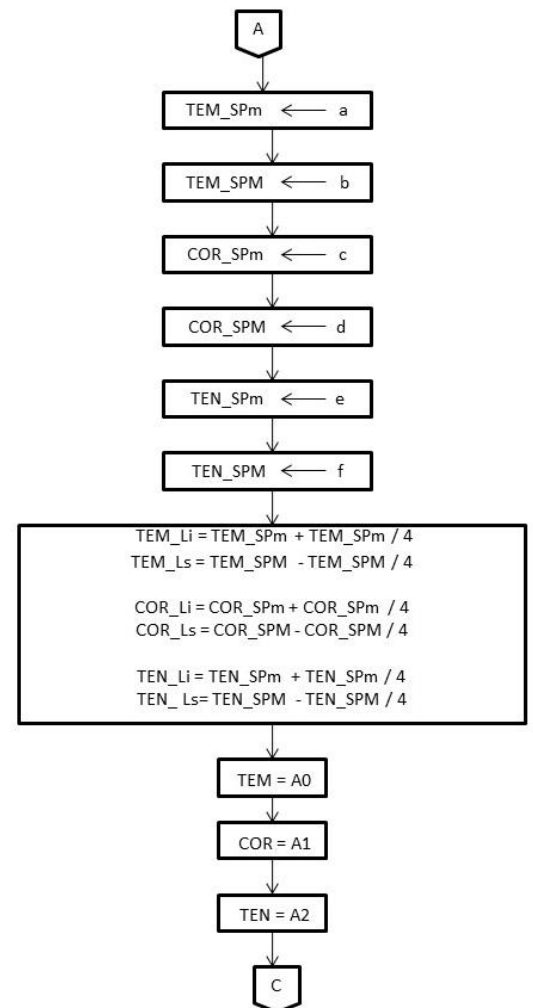 A
TEM_SPm ← a
TEM_SPM ← b
COR_SPm ← c
COR_SPM ← d
TEN_SPm ← e
TEN_SPM ← f
TEM_Li = TEM_SPm + TEM_SPm / 4
TEM_Ls = TEM_SPM - TEM_SPM / 4
COR_Li = COR_SPm + COR_SPm / 4
COR_Ls = COR_SPM - COR_SPM / 4
TEN_Li = TEN_SPm + TEN_SPm / 4
TEN_ Ls= TEN_SPM - TEN_SPM / 4
TEM = A0
COR = A1
TEN = A2
C